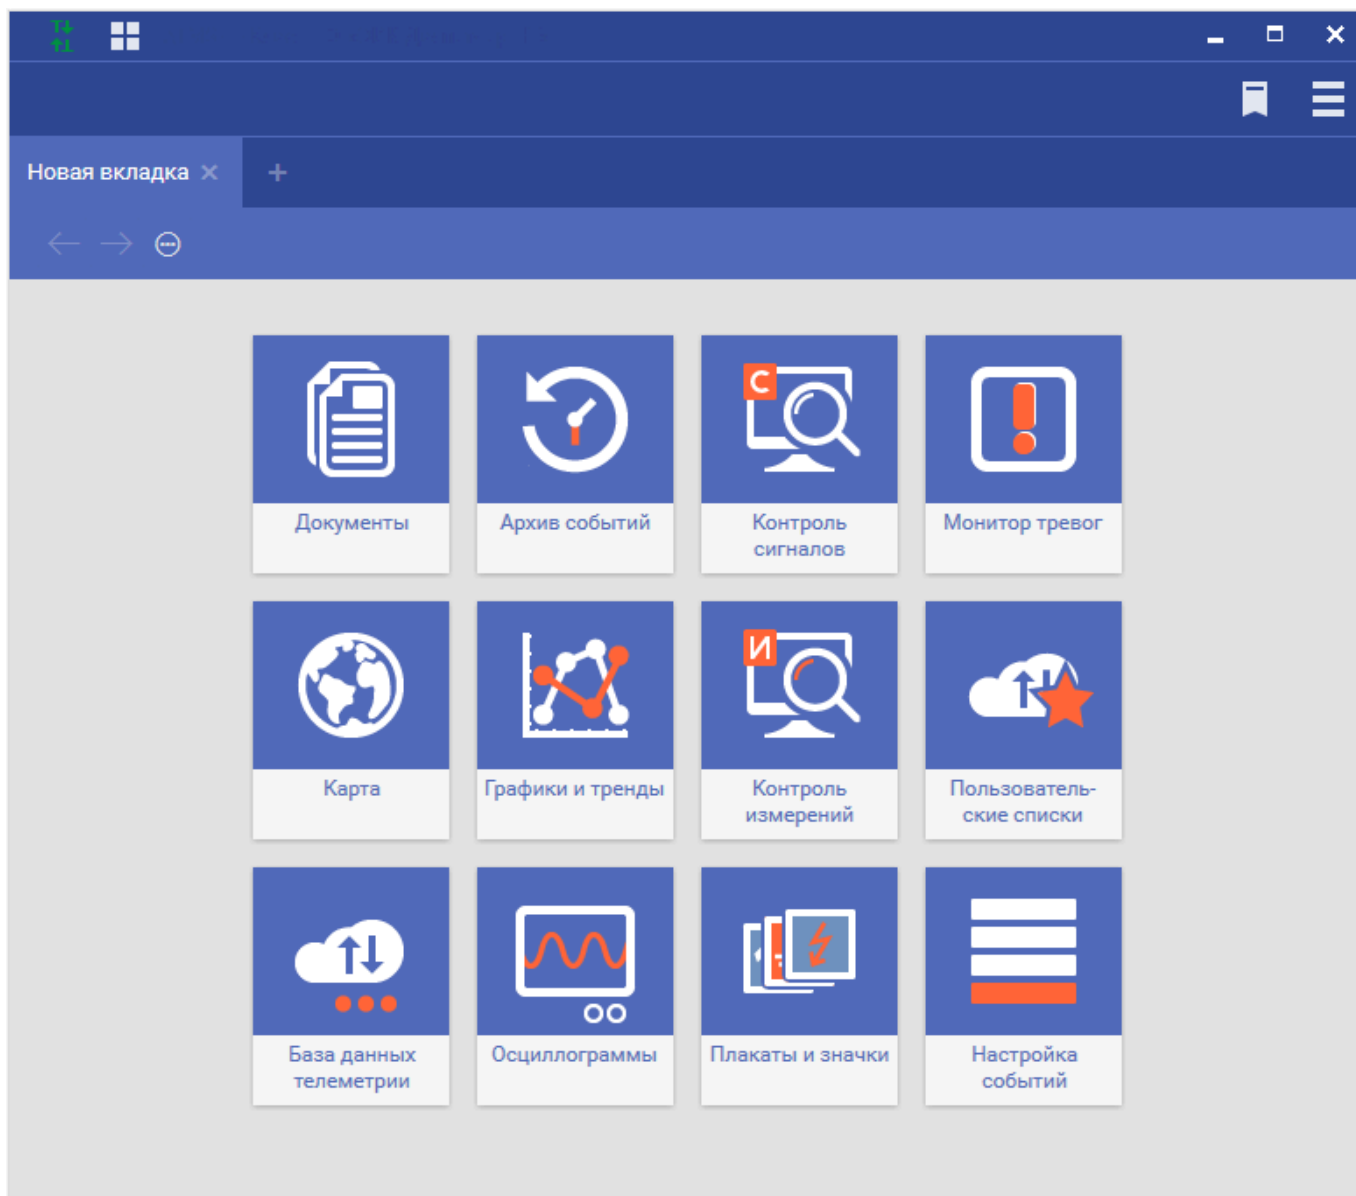 Новая вкладка
Документы
Архив событий
С
Контроль
сигналов
Монитор тревог
Карта
Графики и тренды
И
Контроль
измерений
Пользователь-
ские списки
База данных
телеметрии
Осциллограммы
Плакаты и значки
Настройка
событий